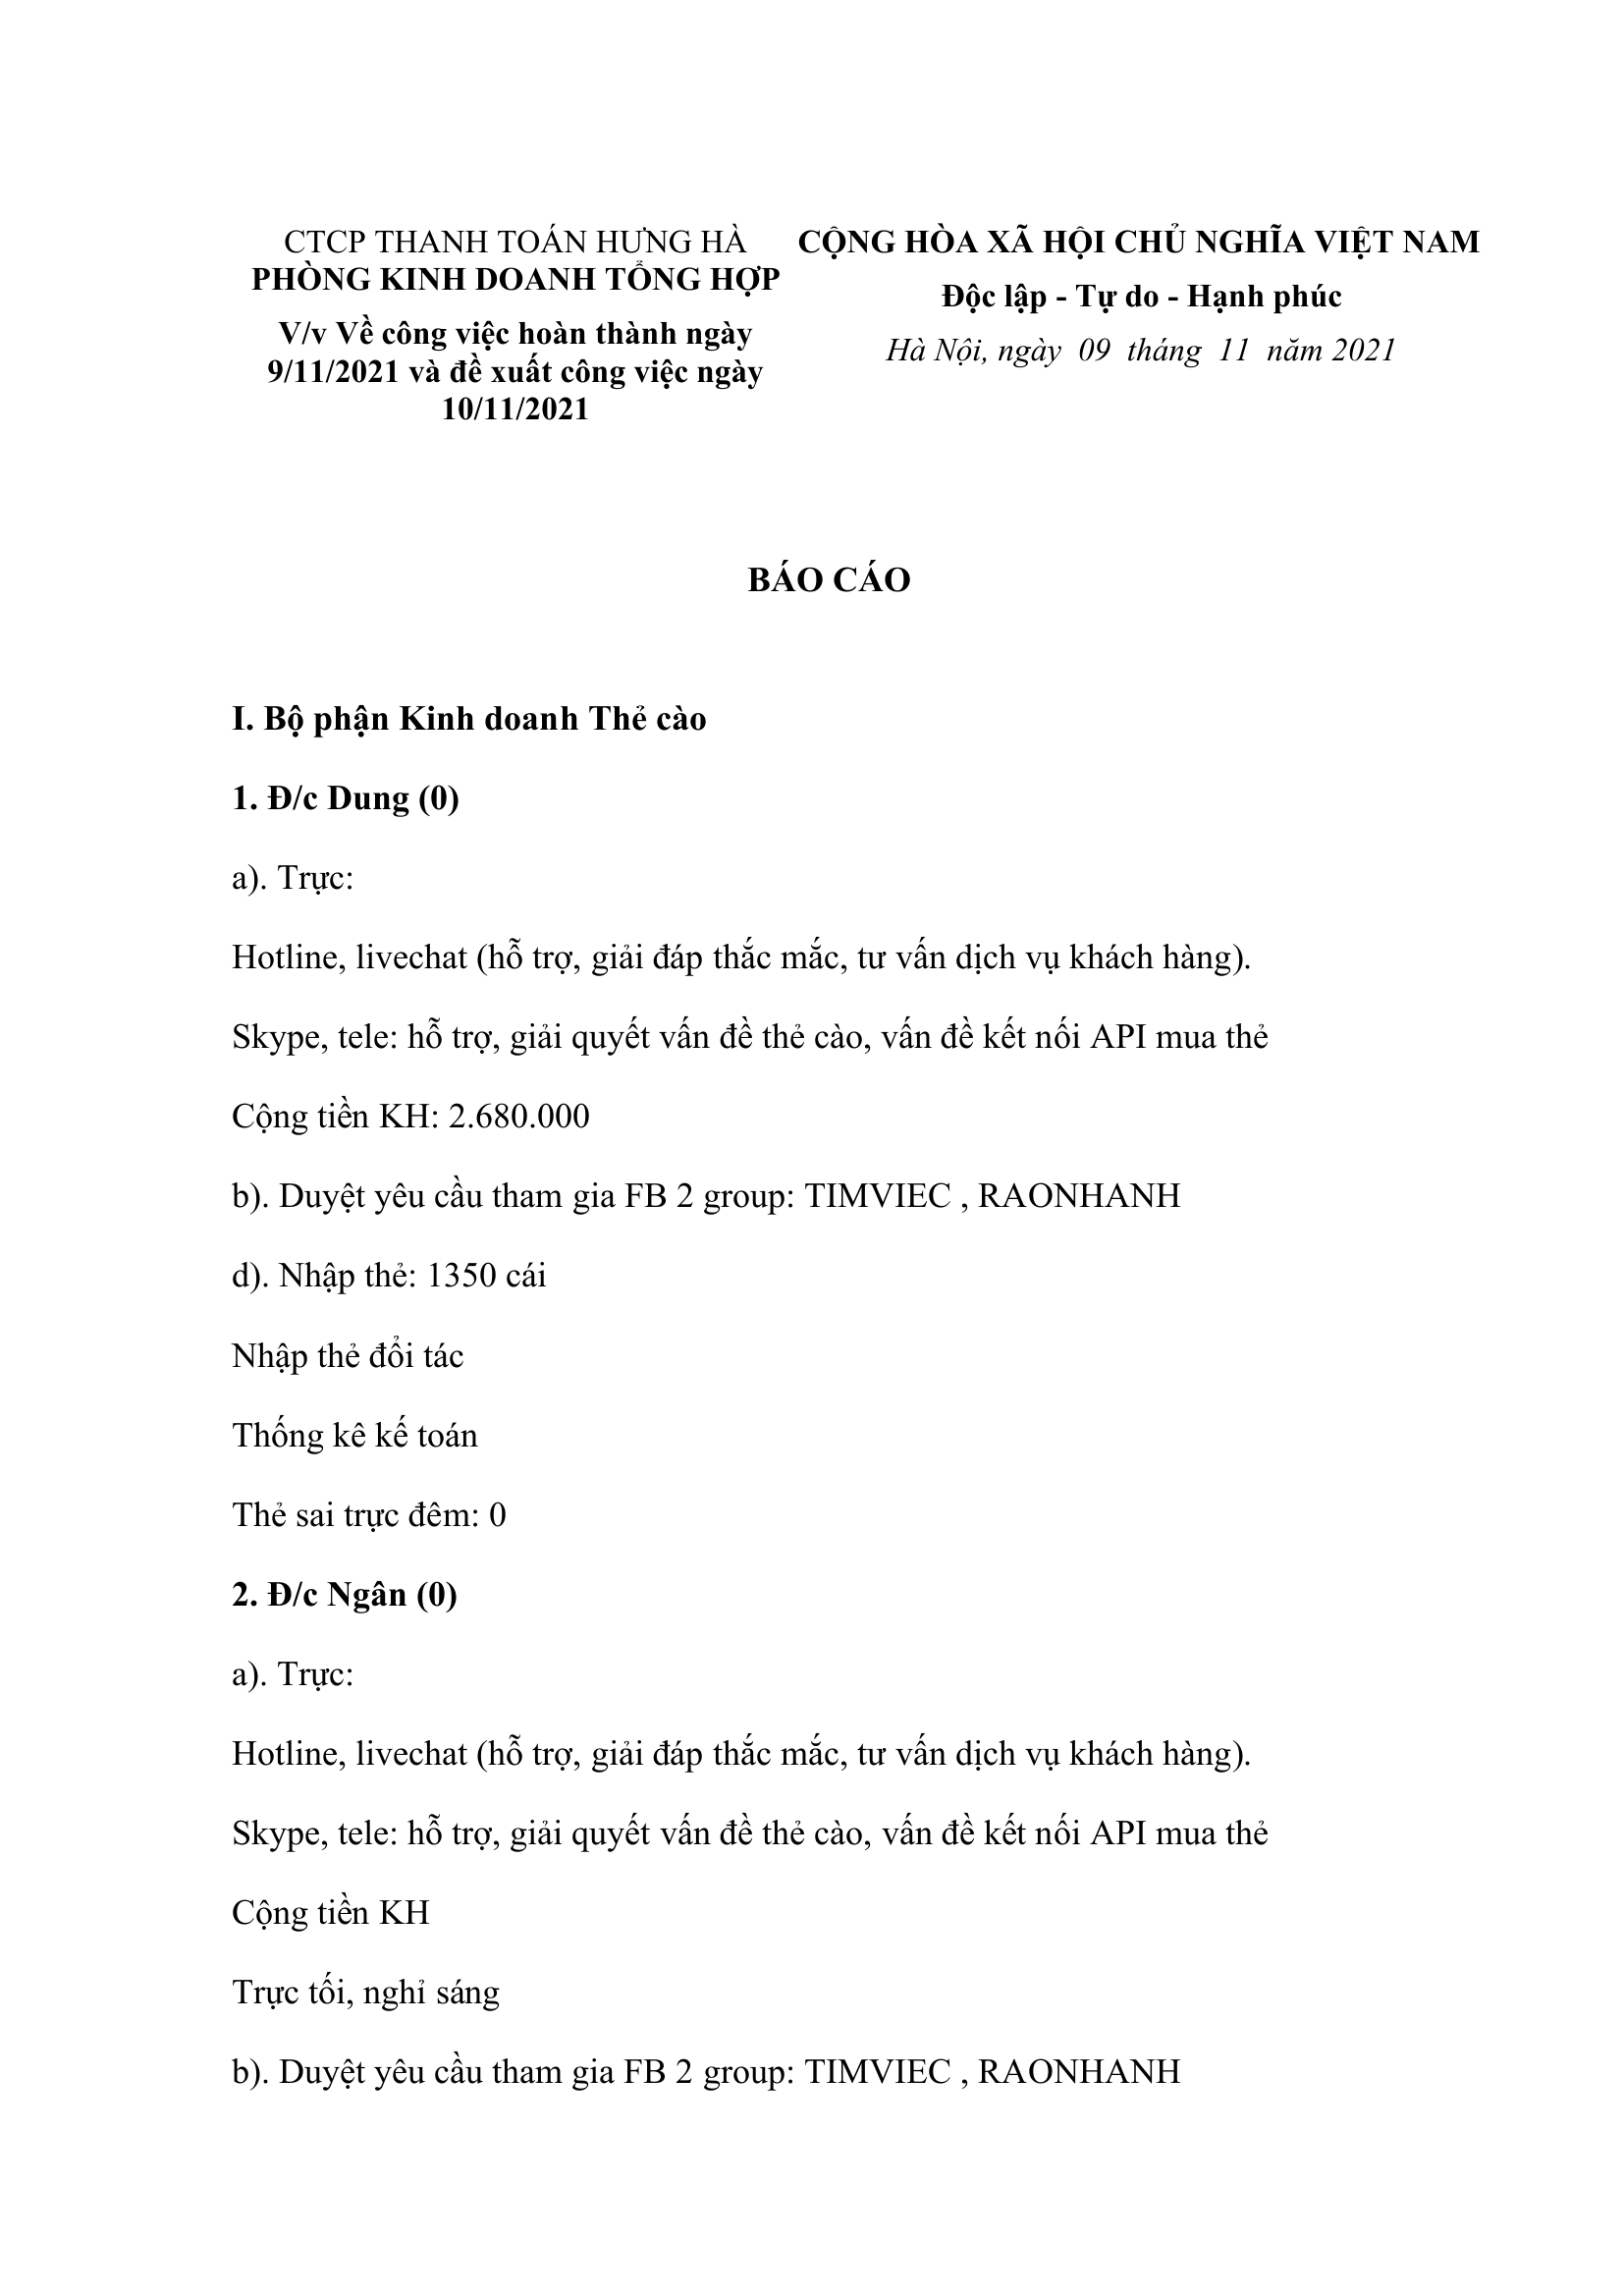 CTCP THANH TOÁN HƯNG HÀ
PHÒNG KINH DOANH TỔNG HỢP
V/v Về công việc hoàn thành ngày
9/11/2021 và đề xuất công việc ngày
10/11/2021
CỘNG HÒA XÃ HỘI CHỦ NGHĨA VIỆT NAM
Độc lập - Tự do - Hạnh phúc
Hà Nội, ngày 09 tháng 11 năm 2021
BÁO CÁO
I. Bộ phận Kinh doanh Thẻ cào
1. Đ/c Dung (0)
a). Trực:
Hotline, livechat (hỗ trợ, giải đáp thắc mắc, tư vấn dịch vụ khách hàng).
Skype, tele: hỗ trợ, giải quyết vấn đề thẻ cào, vấn đề kết nối API mua thẻ
Cộng tiền KH: 2.680.000
b). Duyệt yêu cầu tham gia FB 2 group: TIMVIEC , RAONHANH
d). Nhập thẻ: 1350 cái
Nhập thẻ đổi tác
Thống kê kế toán
Thẻ sai trực đêm: 0
2. Đ/c Ngân (0)
a). Trực:
Hotline, livechat (hỗ trợ, giải đáp thắc mắc, tư vấn dịch vụ khách hàng).
Skype, tele: hỗ trợ, giải quyết vấn đề thẻ cào, vấn đề kết nối API mua thẻ
Cộng tiền KH
Trực tối, nghỉ sáng
b). Duyệt yêu cầu tham gia FB 2 group: TIMVIEC , RAONHANH